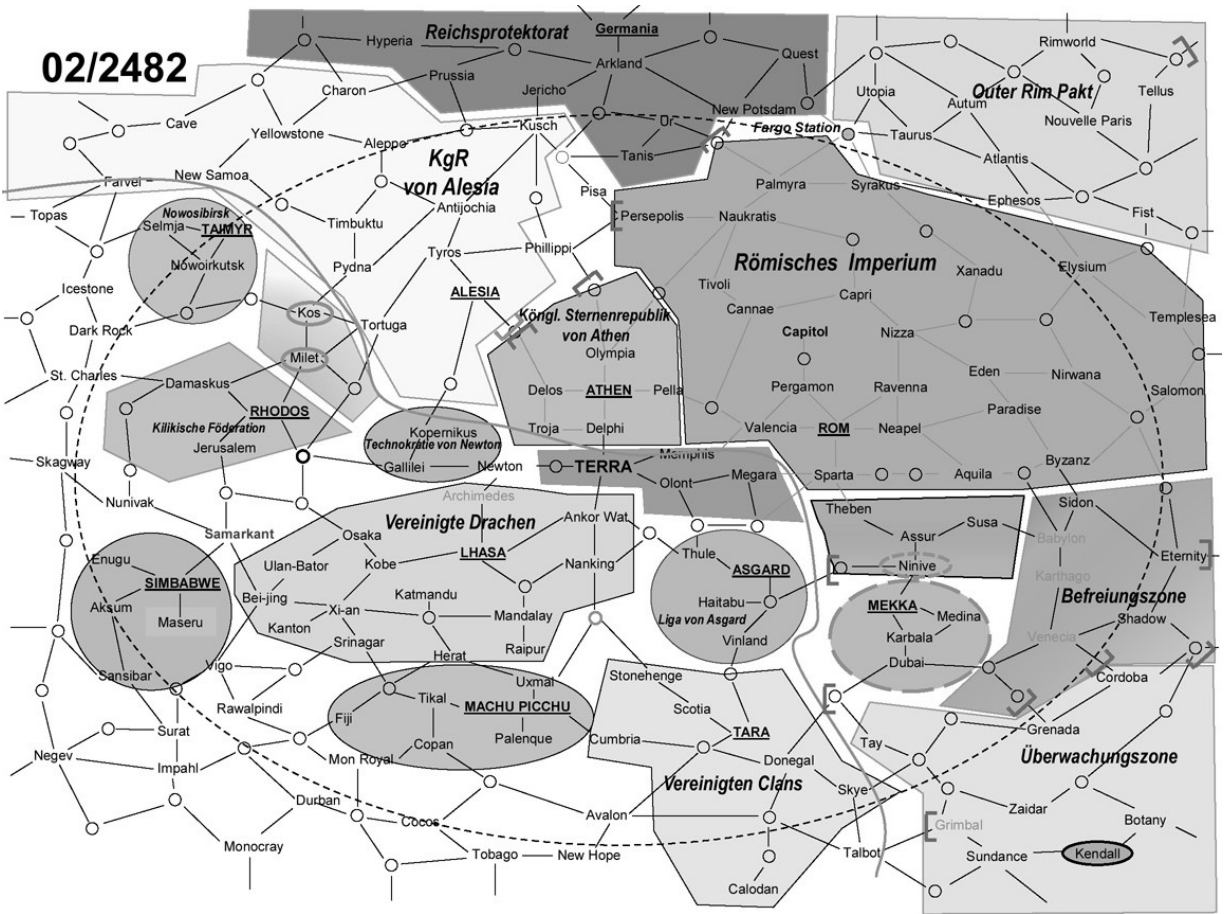 02/2482
Reichsprotektorat
Germania
Hyperia
Arkland
Quest
Rimworld
Prussia
Jericho
Charon
Utopia
Outer Rim Pakt
Tellus
Autum
New Potsdam
Nouvelle Paris
Cave
Yellowstone
Kusch
Ur
Fargo Station
Taurus
Aleppo
KgR
von Alesia
Tanis
Atlantis
Farvel
New Samoa
Pisa
Palmyra
Syrakus
Ephesos
Topas
Nowosibirsk
Selmja
TAIMYR
Timbuktu
Antijochia
Persepolis
Naukratis
Fist
Nowoirkutsk
Pydna
Tyros
Phillippi
Römisches Imperium
Xanadu
Elysium
Icestone
ALESIA
Tivoli
Cannae
Capri
Templesea
Dark Rock
Kos
Tortuga
Köngl. Sternenrepublik
von Athen
Capitol
Nizza
Olympia
Milet
St. Charles
Damaskus
Eden
Nirwana
Delos
ATHEN
Pella
Pergamon
Ravenna
Salomon
RHODOS
Kilikische Föderation
Paradise
Jerusalem
Kopernikus
Technokratie von Newton
Troja
Delphi
Valencia
ROM
Neapel
Skagway
Gallilei
Newton
TERRA
Memphis
Olont
Megara
Sparta
Aquila
Byzanz
Nunivak
Archimedes
Sidon
Samarkant
Vereinigte Drachen
Ankor Wat
Theben
Susa
Osaka
Assur
Babylon
Enugu
Ulan-Bator
Kobe
LHASA
Nanking
Thule
ASGARD
Ninive
Eternity
SIMBABWE
Karthago
Aksum
Bei-jing
Katmandu
Haitabu
MEKKA
Befreiungszone
Maseru
Xi-an
Mandalay
Liga von Asgard
Medina
Kanton
Srinagar
Raipur
Vinland
Karbala
Venecia
Shadow
Sansibar
Vigo
Herat
Dubai
Uxmal
Stonehenge
Cordoba
Rawalpindi
Fiji
Tikal
MACHU PICCHU
Scotia
Surat
Palenque
Cumbria
TARA
Tay
Grenada
Negev
Impahl
Mon Royal
Copan
Donegal
Überwachungszone
Vereinigten Clans
Skye
Durban
Cocos
Avalon
Zaidar
Botany
Grimbal
Monocray
Tobago
New Hope
Talbot
Sundance
Kendall
Calodan